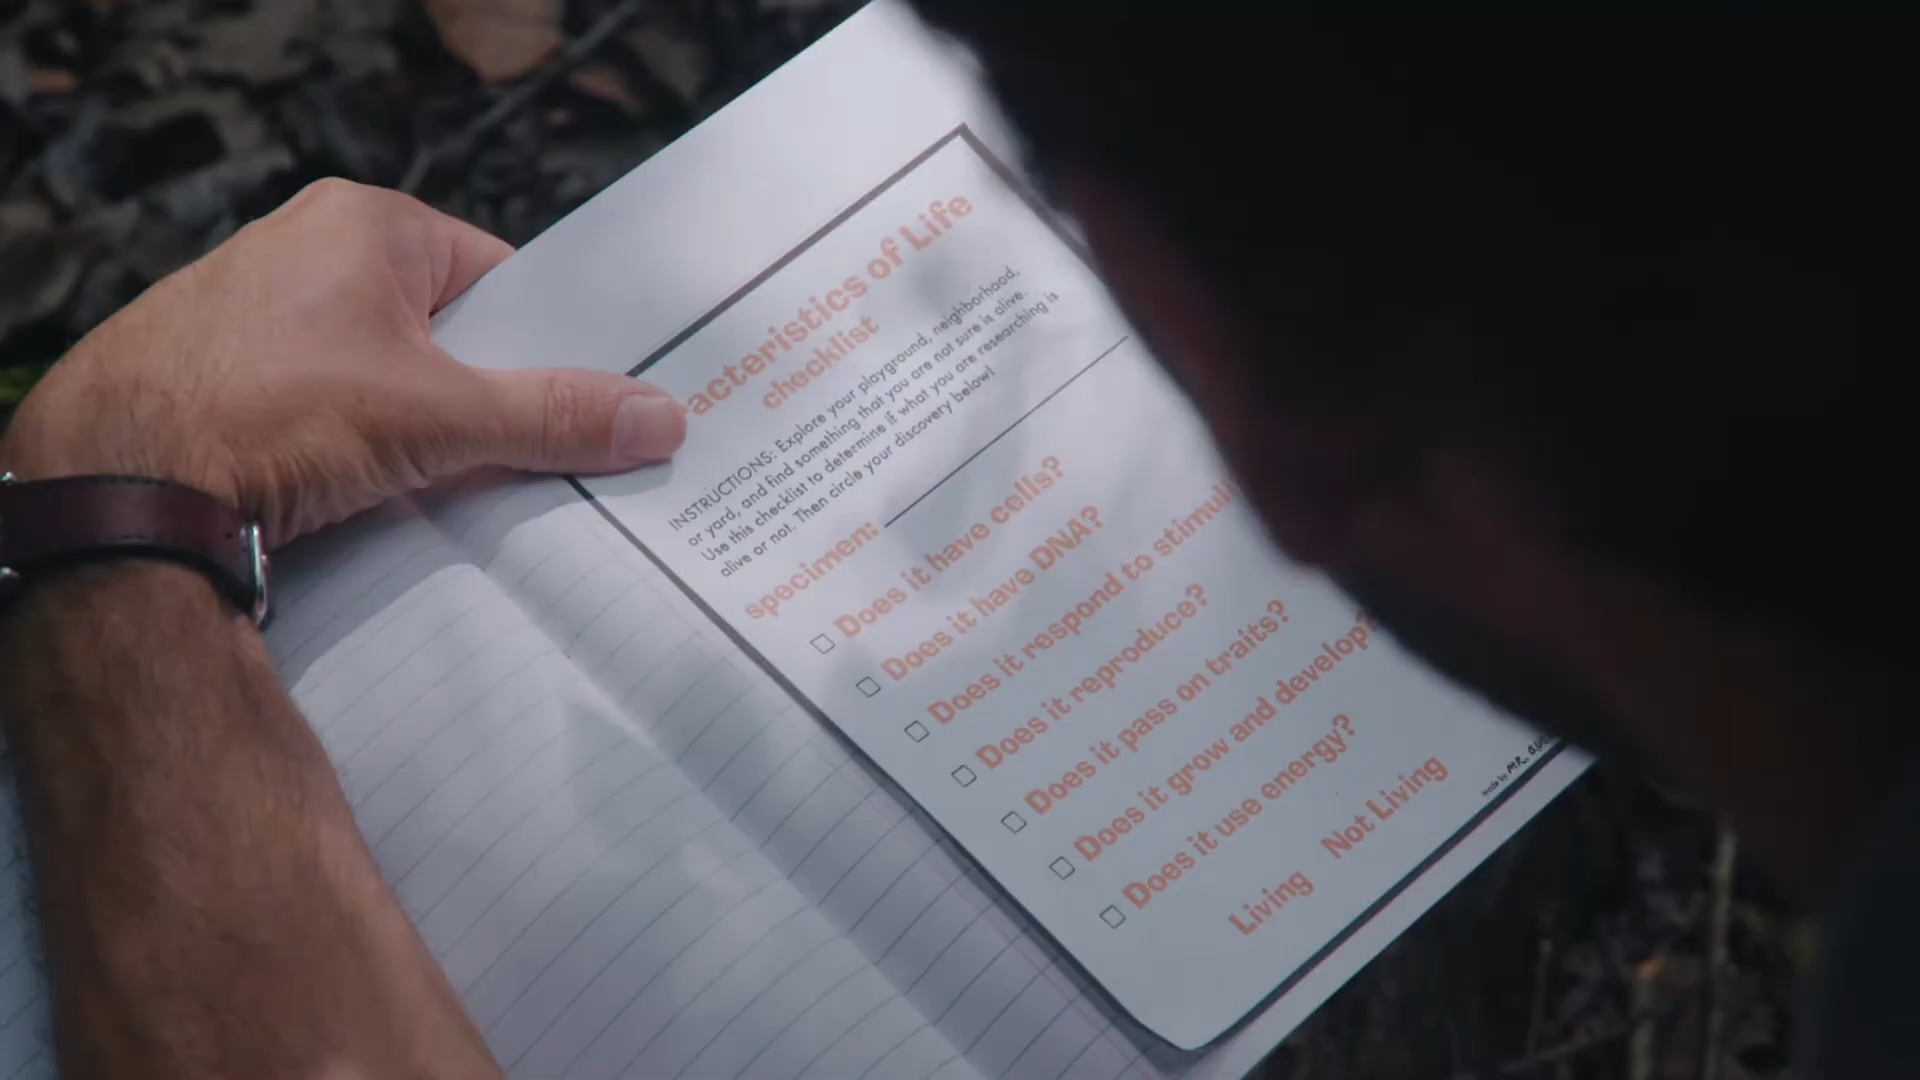 acteristics of Life
checklist
INSTRUCTIONS: Explore your playground, neighborhood,
or yard, and find something that you are not sure is alive.
Use this checklist to determine if what you are researching is
alive or not. Then circle your discovery below!
specimen:
Does it have cells?
Does it have DNA?
Does it respond to stimuli
Does it reproduce?
Does it pass on traits?
Does it grow and develop?
Does it use energy?
Living Not Living
Made by MR.